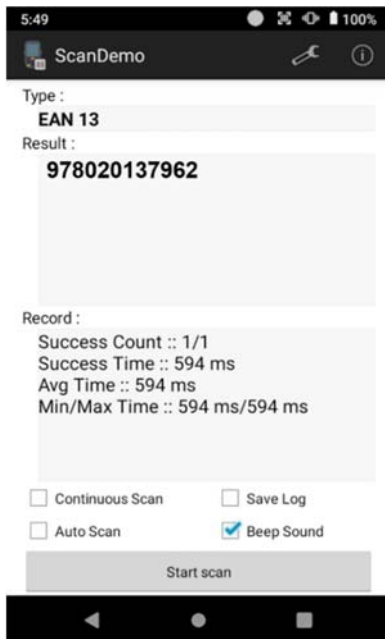 5:49
100%
ScanDemo
Type :
EAN 13
Result :
978020137962
Record :
Success Count :: 1/1
Success Time :: 594 ms
Avg Time :: 594 ms
Min/Max Time :: 594 ms/594 ms
Continuous Scan
Save Log
Auto Scan
Beep Sound
Start scan